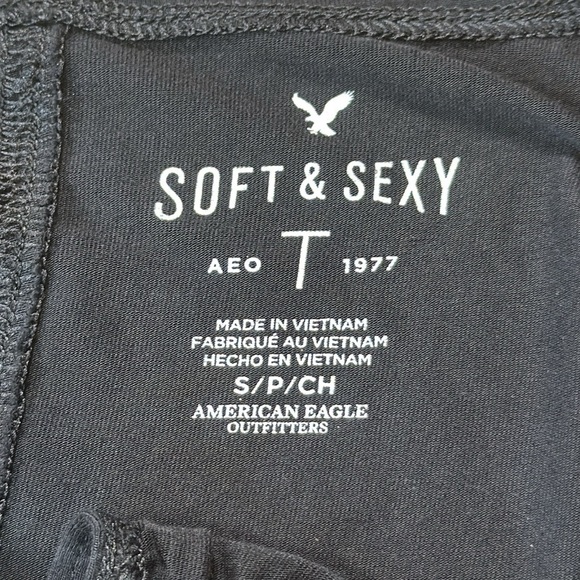 SOFT & SEXY
AEO T 1977
MADE IN VIETNAM
FABRIQUÉ AU VIETNAM
HECHO EN VIETNAM
S/P/CH
AMERICAN EAGLE
OUTFITTERS